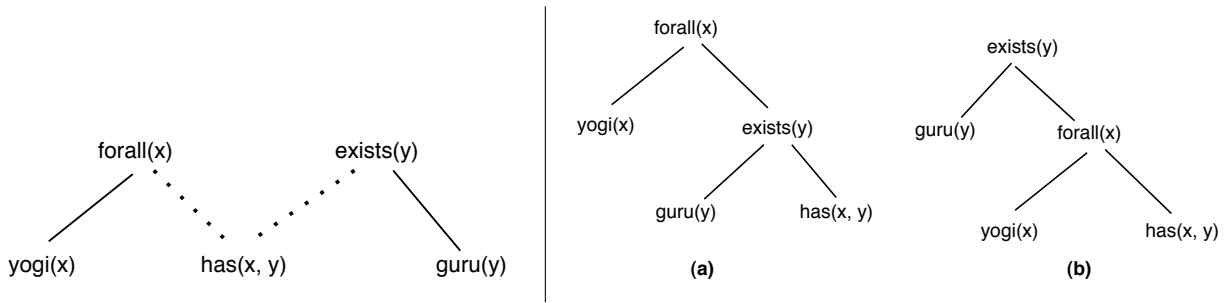 forall(x) exists(y)
yogi(x) has(x, y) guru(y)
forall(x)
yogi(x) exists(y)
guru(y) has(x, y)
(a)
exists(y)
guru(y) forall(x)
yogi(x) has(x, y)
(b)